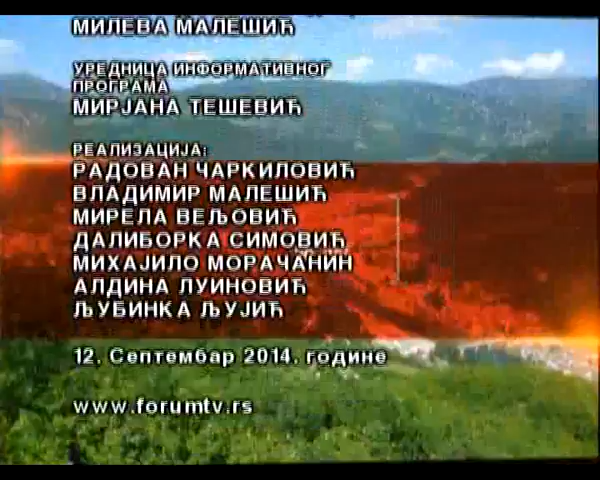 МИЛЕВА МАЛЕШИЋ
УРЕДНИЦА ИНФОРМАТИВНОГ
ПРОГРАМА
МИРЈАНА ТЕШЕВИЋ
РЕАЛИЗАЦИЈА:
РАДОВАН ЧАРКИЛОВИЋ
ВЛАДИМИР МАЛЕШИЋ
МИРЕЛА ВЕЉОВИЋ
ДАЛИБОРКА СИМОВИЋ
МИХАЈЛО МОРАЧАНИН
АЛДИНА ЛУИНОВИЋ
ЉУБИНКА ЉУЈИЋ
12. Септембар 2014. године
www.forumtv.rs